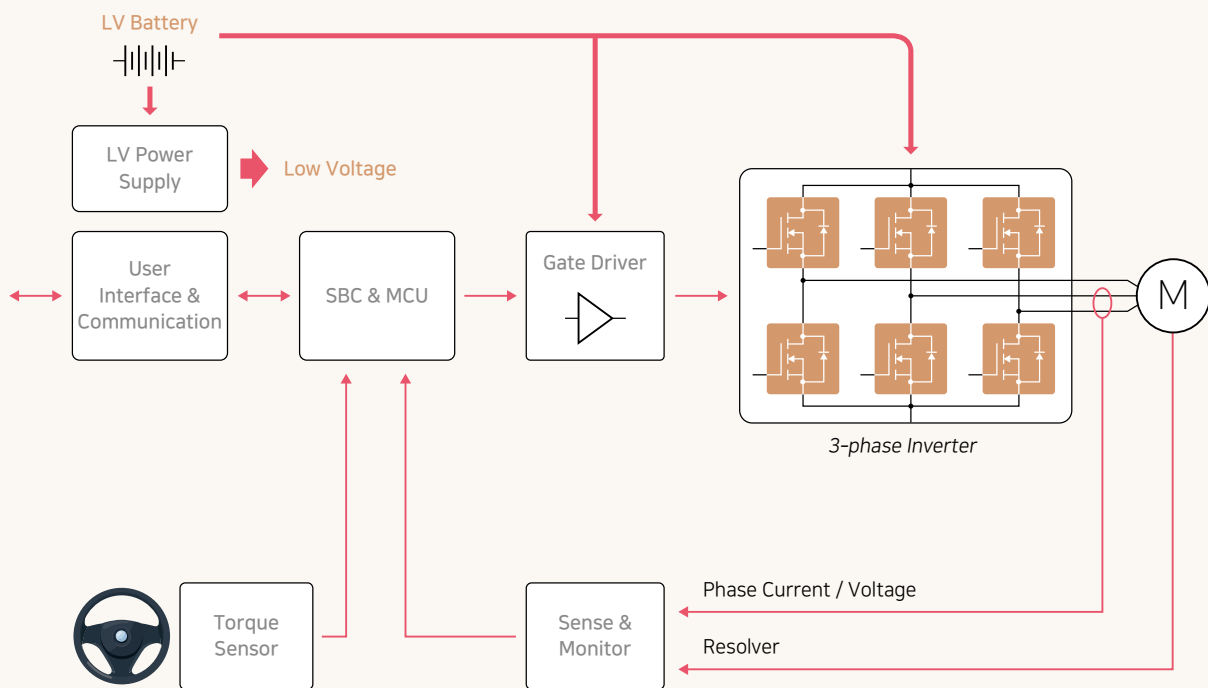 LV Battery
LV Power
Supply
Low Voltage
User
Interface &
Communication
SBC & MCU
Gate Driver
M
3-phase Inverter
Phase Current / Voltage
Torque
Sensor
Sense &
Monitor
Resolver